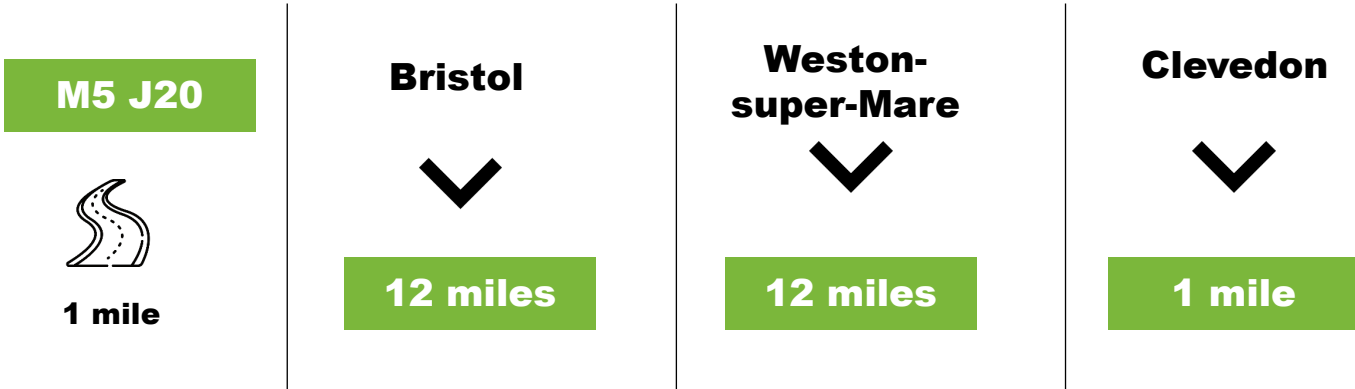 M5 J20
1 mile
Bristol
12 miles
Weston-
super-Mare
12 miles
Clevedon
1 mile